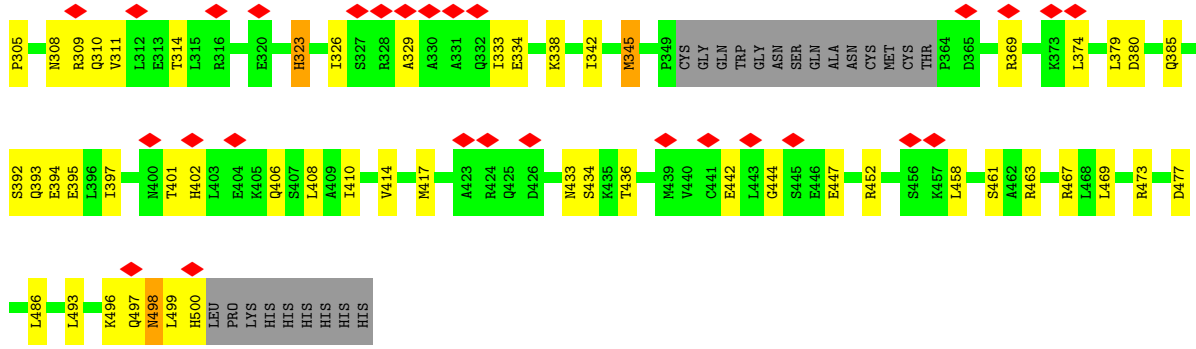 P305 N308 R309 Q310 V311 L312 E313 T314 L315 R316 E320 H323 I326 S327 R328 A329 A330 A331 Q332 I333 E334 K338 I342 M345 P349 CYS GLY GLN TRP GLY ASN SER GLN ALA ASN CYS MET CYS THR P364 D365 R369 K373 L374 L379 D380 Q385
S392 Q393 E394 E395 L396 I397 N400 T401 H402 L403 E404 K405 Q406 S407 L408 A409 I410 V414 M417 A423 R424 Q425 D426 N433 S434 K435 T436 M439 V440 C441 E442 L443 G444 S445 E446 E447 R452 S456 K457 L458 S461 A462 R463 R467 L468 L469 R473 D477
L486 L493 K496 Q497 N498 L499 H500 LEU PRO LYS HIS HIS HIS HIS HIS HIS